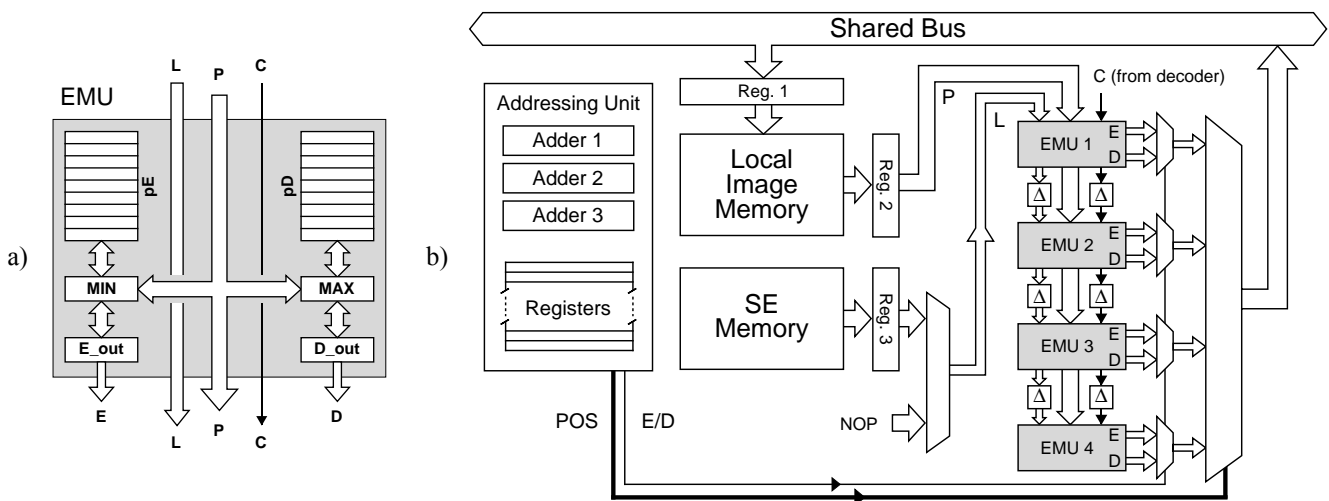 a)
L
P
C
EMU
pE
pD
MIN
MAX
E_out
D_out
E
L
P
C
D
b)
Shared Bus
Addressing Unit
Adder 1
Adder 2
Adder 3
Registers
Reg. 1
Local
Image
Memory
Reg. 2
SE
Memory
Reg. 3
NOP
P
L
C (from decoder)
EMU 1
E
D
Δ
Δ
EMU 2
E
D
Δ
Δ
EMU 3
E
D
Δ
Δ
EMU 4
E
D
POS
E/D